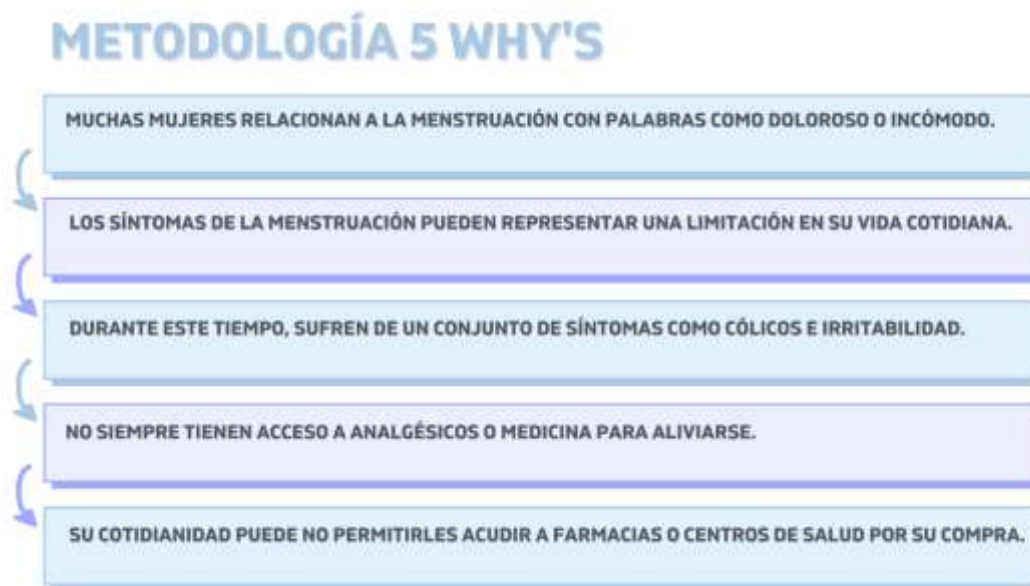 METODOLOGÍA 5 WHY'S
MUCHAS MUJERES RELACIONAN A LA MENSTRUACIÓN CON PALABRAS COMO DOLOROSO O INCÓMODO.
LOS SÍNTOMAS DE LA MENSTRUACIÓN PUEDEN REPRESENTAR UNA LIMITACIÓN EN SU VIDA COTIDIANA.
DURANTE ESTE TIEMPO, SUFREN DE UN CONJUNTO DE SÍNTOMAS COMO CÓLICOS E IRRITABILIDAD.
NO SIEMPRE TIENEN ACCESO A ANALGÉSICOS O MEDICINA PARA ALIVIARSE.
SU COTIDIANIDAD PUEDE NO PERMITIRLES ACUDIR A FARMACIAS O CENTROS DE SALUD POR SU COMPRA.